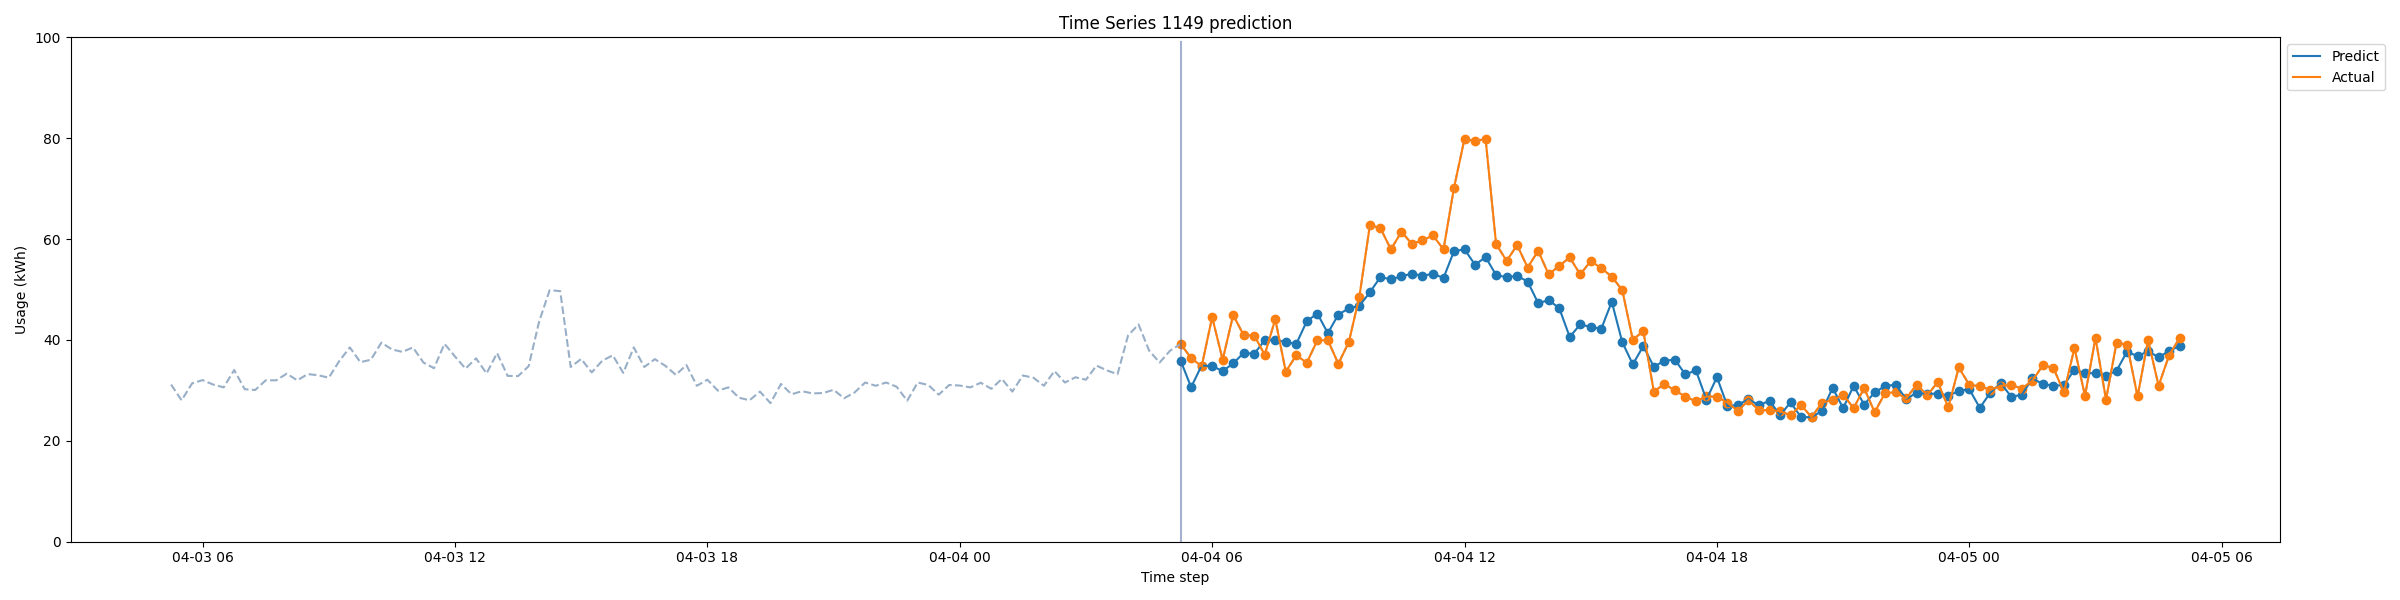 Time Series 1149 prediction
100
80
60
40
20
0
Usage (kWh)
04-03 06 04-03 12 04-03 18 04-04 00 04-04 06 04-04 12 04-04 18 04-05 00 04-05 06
Time step
Predict
Actual